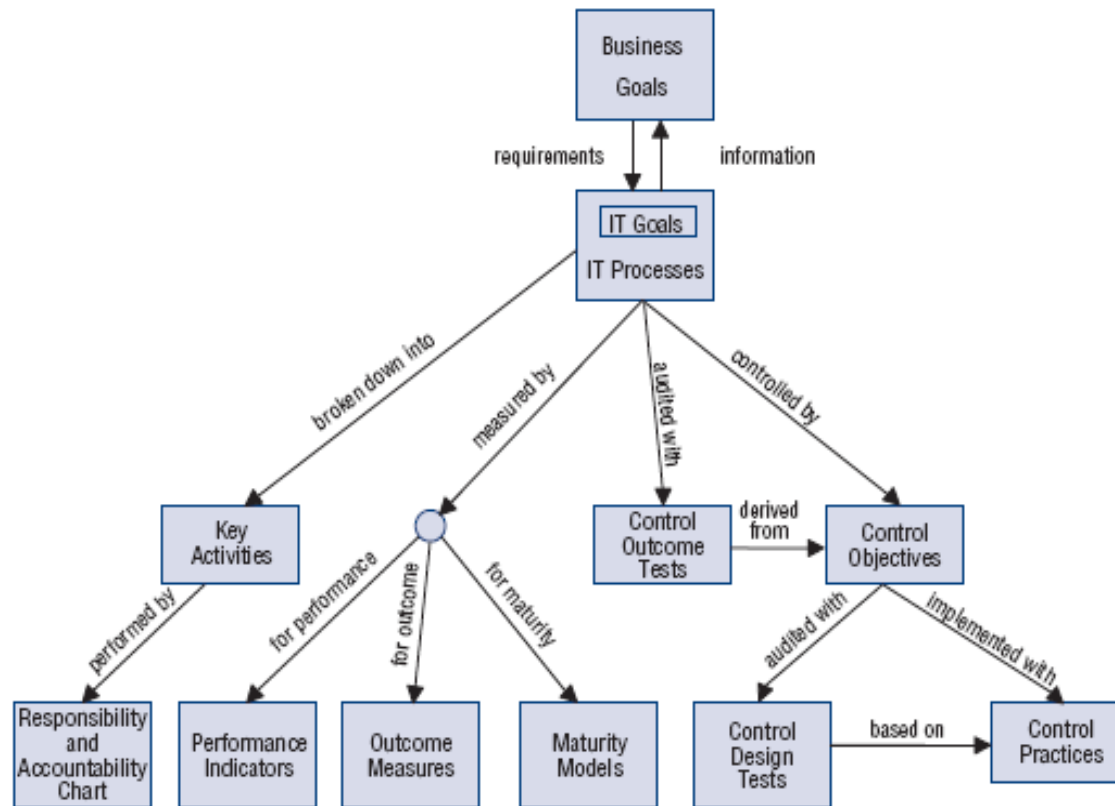 Business
Goals
requirements
information
IT Goals
IT Processes
broken down into
measured by
audited with
controlled by
Key
Activities
Control
Outcome
Tests
derived
from
Control
Objectives
performed by
for performance
for outcome
for maturity
audited with
implemented with
Responsibility
and
Accountability
Chart
Performance
Indicators
Outcome
Measures
Maturity
Models
Control
Design
Tests
based on
Control
Practices